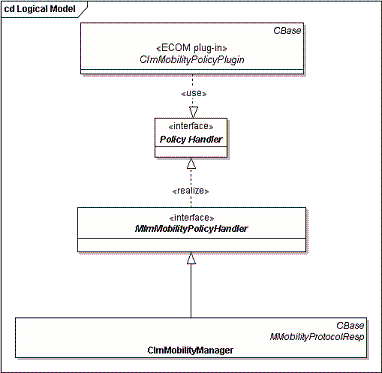 cd Logical Model
CBase
«ECOM plug-in»
CImMobilityPolicyPlugin
«use»
«interface»
Policy Handler
«realize»
«interface»
MImMobilityPolicyHandler
CBase
MMobilityProtocolResp
CImMobilityManager